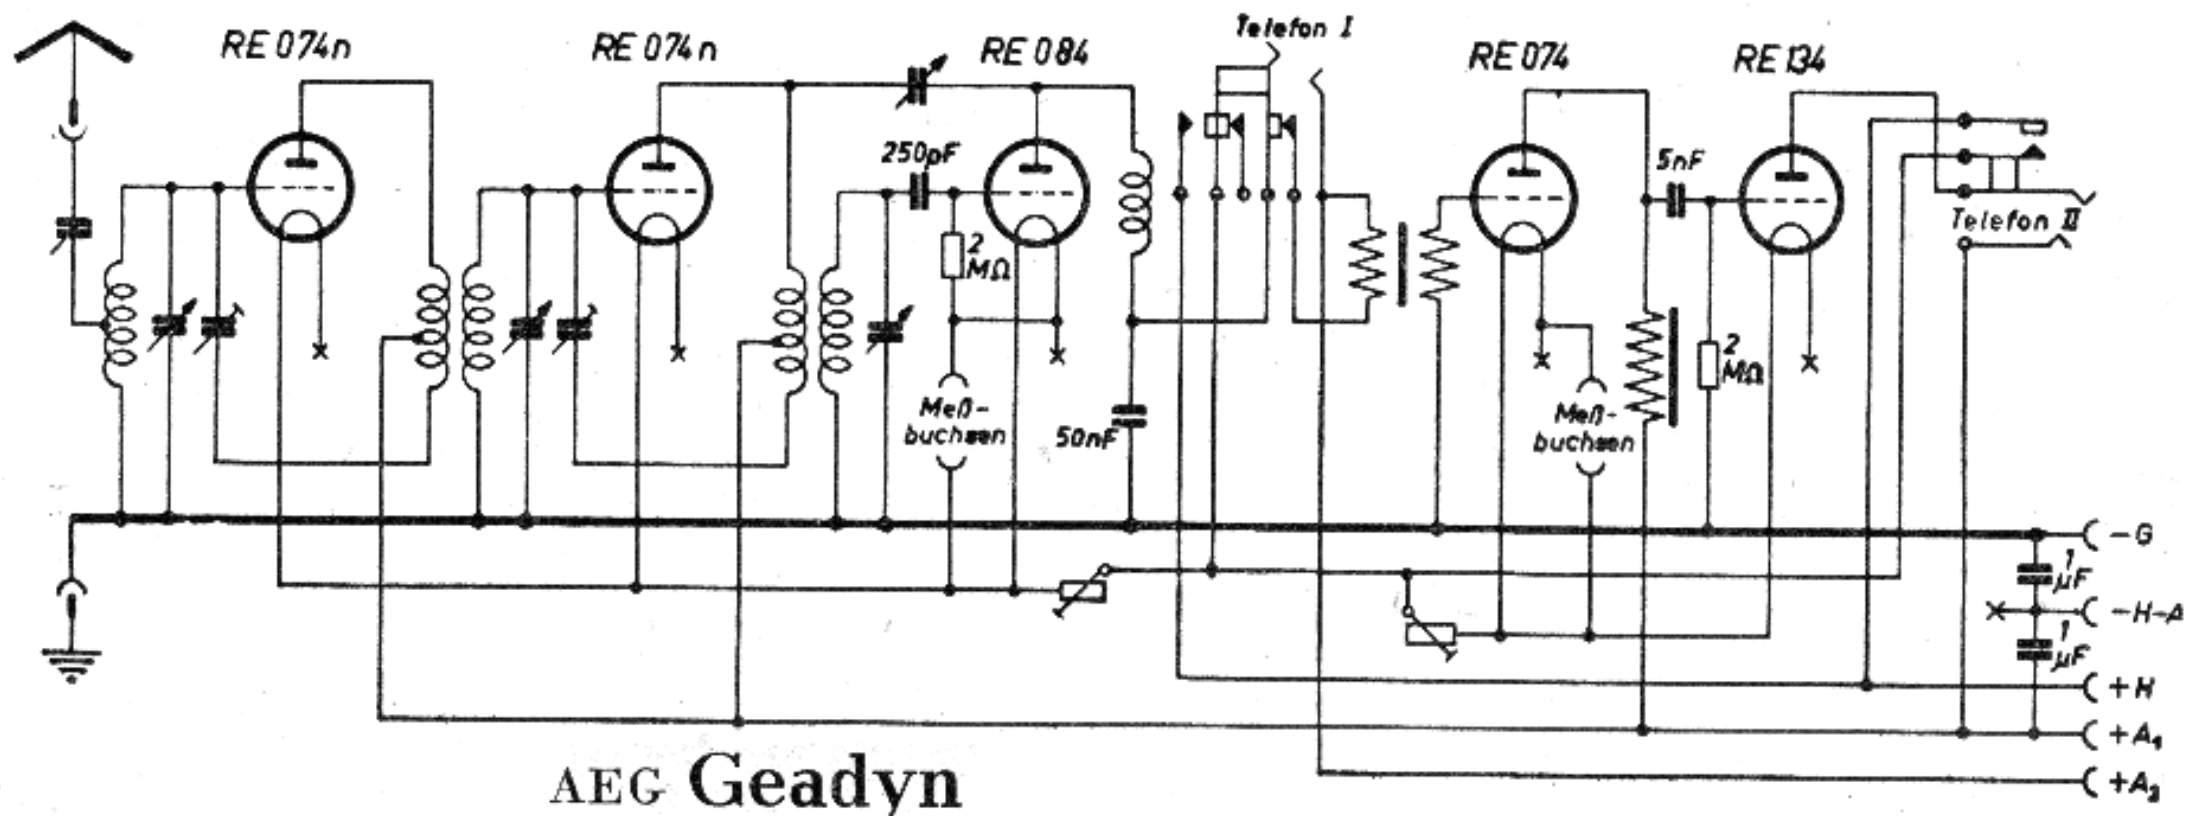 Telefon I
RE 074n
RE 074n
RE 084
RE 074
RE 134
250pF
5nF
2
MΩ
Telefon II
2
MΩ
Meß-
buchsen
50nF
Meß-
buchsen
-G
1
µF
-H-A
1
µF
+H
+A₁
+A₂
AEG Geadyn